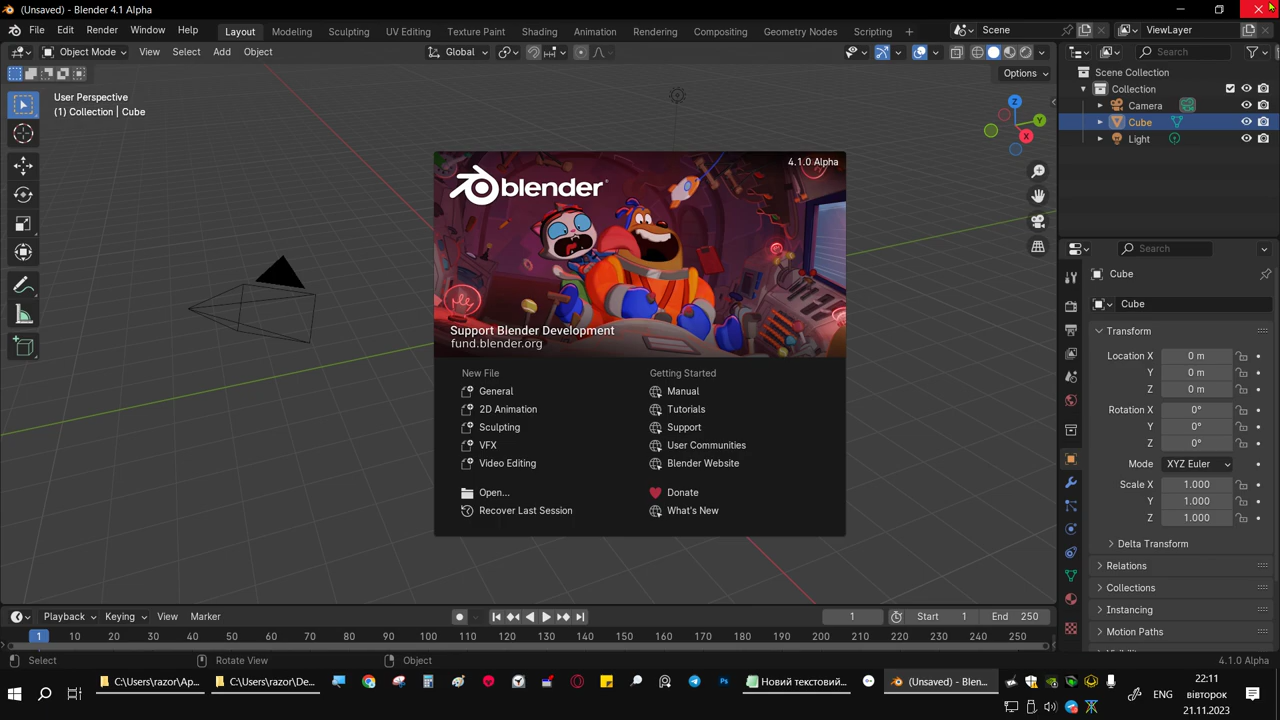 (Unsaved) - Blender 4.1 Alpha
File Edit Render Window Help Layout Modeling Sculpting UV Editing Texture Paint Shading Animation Rendering Compositing Geometry Nodes Scripting + Scene ViewLayer
Object Mode View Select Add Object Global Search
Options
User Perspective
(1) Collection | Cube
Z
Y
X
Scene Collection
Collection
Camera
Cube
Light
Search
Cube
Cube
Transform
Location X 0 m
Y 0 m
Z 0 m
Rotation X 0°
Y 0°
Z 0°
Mode XYZ Euler
Scale X 1.000
Y 1.000
Z 1.000
Delta Transform
Relations
Collections
Instancing
Motion Paths
4.1.0 Alpha
blender
Support Blender Development
fund.blender.org
New File
General
2D Animation
Sculpting
VFX
Video Editing
Open...
Recover Last Session
Getting Started
Manual
Tutorials
Support
User Communities
Blender Website
Donate
What's New
Playback Keying View Marker 1 Start 1 End 250
1 10 20 30 40 50 60 70 80 90 100 110 120 130 140 150 160 170 180 190 200 210 220 230 240 250
Select Rotate View Object 4.1.0 Alpha
C:\Users\razor\Ap... C:\Users\razor\De... Ps Новий текстовий... (Unsaved) - Blen... ENG
22:11
вівторок
21.11.2023